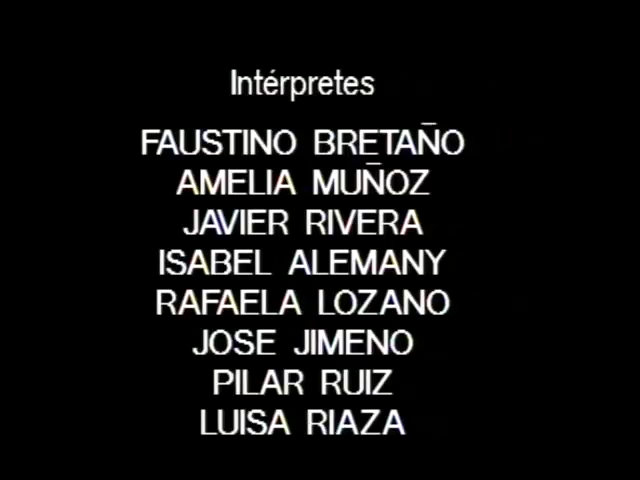 Intérpretes
FAUSTINO BRETAÑO
AMELIA MUÑOZ
JAVIER RIVERA
ISABEL ALEMANY
RAFAELA LOZANO
JOSE JIMENO
PILAR RUIZ
LUISA RIAZA